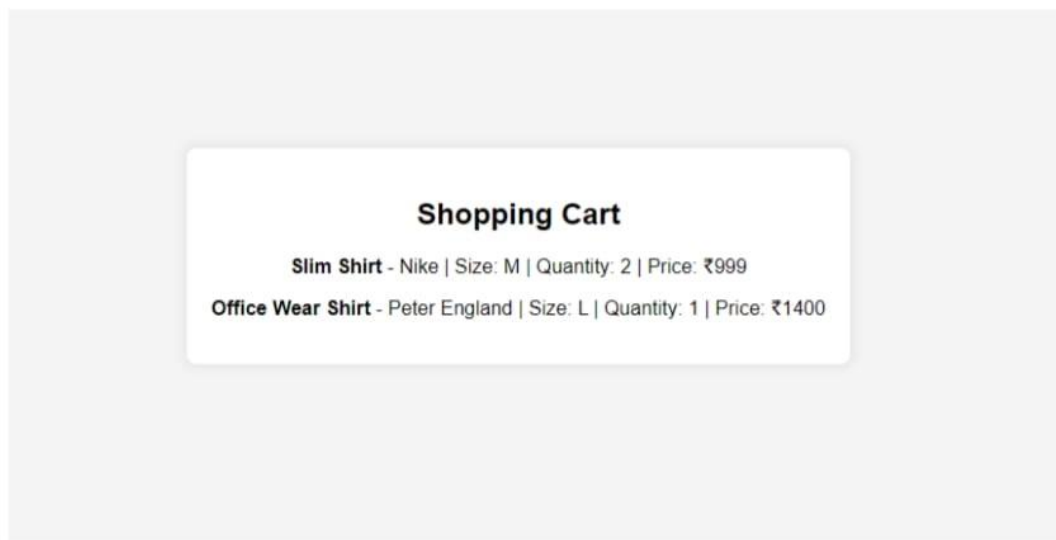 Shopping Cart
Slim Shirt - Nike | Size: M | Quantity: 2 | Price: ₹999
Office Wear Shirt - Peter England | Size: L | Quantity: 1 | Price: ₹1400